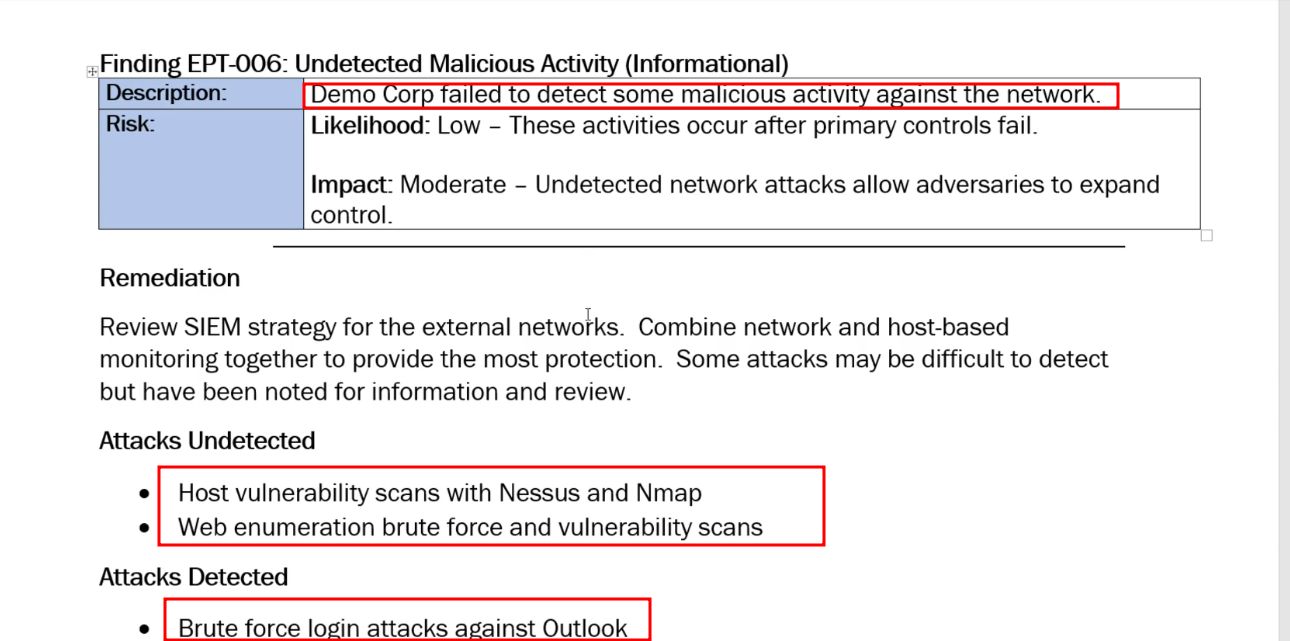 Finding EPT-006: Undetected Malicious Activity (Informational)
Description:
Demo Corp failed to detect some malicious activity against the network.
Risk:
Likelihood: Low – These activities occur after primary controls fail.
Impact: Moderate – Undetected network attacks allow adversaries to expand
control.
Remediation
Review SIEM strategy for the external networks.  Combine network and host-based
monitoring together to provide the most protection.  Some attacks may be difficult to detect
but have been noted for information and review.
Attacks Undetected
• Host vulnerability scans with Nessus and Nmap
• Web enumeration brute force and vulnerability scans
Attacks Detected
• Brute force login attacks against Outlook